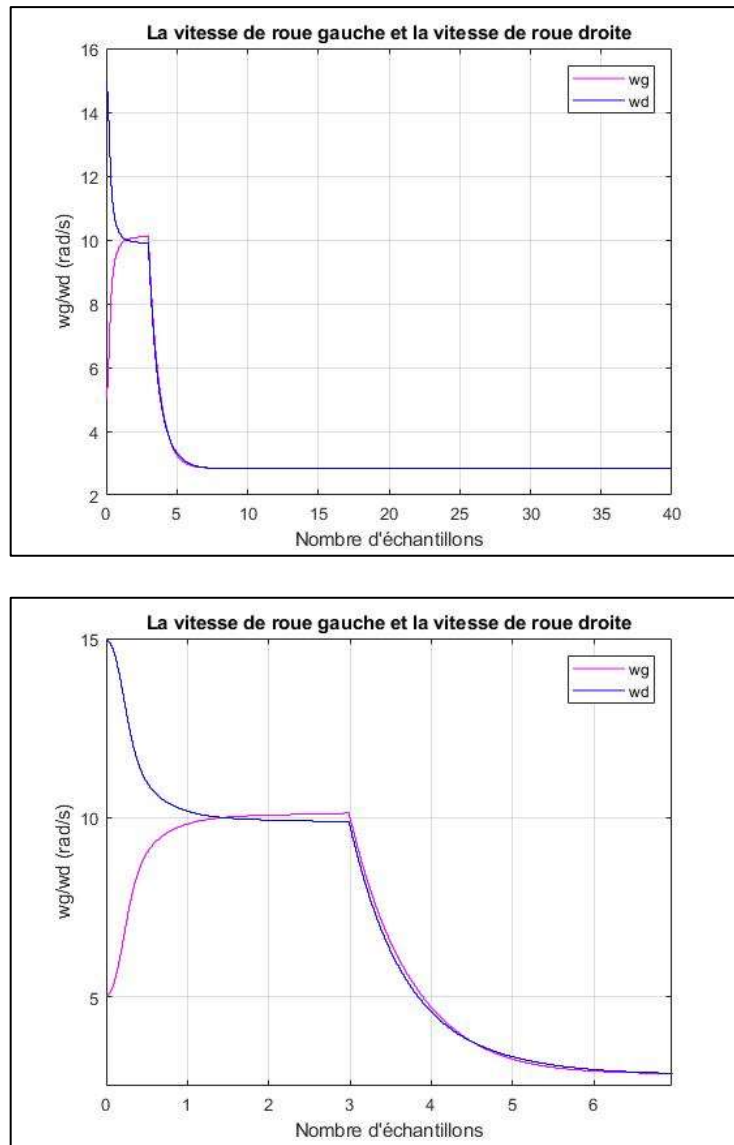 La vitesse de roue gauche et la vitesse de roue droite
16
14
12
10
8
6
4
2
wg/wd (rad/s)
wg
wd
0 5 10 15 20 25 30 35 40
Nombre d'échantillons
La vitesse de roue gauche et la vitesse de roue droite
15
10
5
wg/wd (rad/s)
wg
wd
0 1 2 3 4 5 6
Nombre d'échantillons